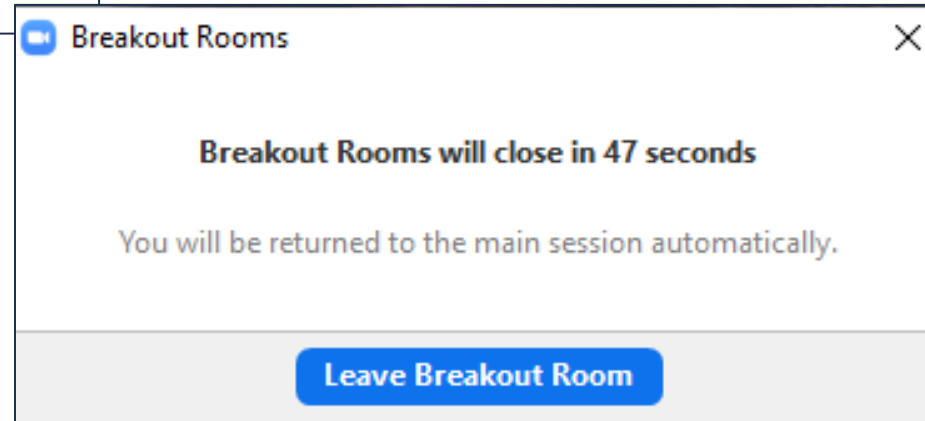 Breakout Rooms
Breakout Rooms will close in 47 seconds
You will be returned to the main session automatically.
Leave Breakout Room